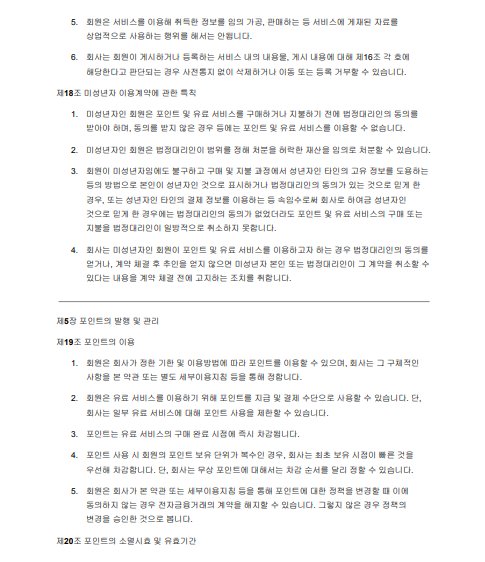 5. 회원은 서비스를 이용해 취득한 정보를 임의 가공, 판매하는 등 서비스에 게재된 자료를
상업적으로 사용하는 행위를 해서는 안됩니다.
6. 회사는 회원이 게시하거나 등록하는 서비스 내의 내용물, 게시 내용에 대해 제16조 각 호에
해당한다고 판단되는 경우 사전통지 없이 삭제하거나 이동 또는 등록 거부할 수 있습니다.
제18조 미성년자 이용계약에 관한 특칙
1. 미성년자인 회원은 포인트 및 유료 서비스를 구매하거나 지불하기 전에 법정대리인의 동의를
받아야 하며, 동의를 받지 않은 경우 등에는 포인트 및 유료 서비스를 이용할 수 없습니다.
2. 미성년자인 회원은 법정대리인이 범위를 정해 처분을 허락한 재산을 임의로 처분할 수 있습니다.
3. 회원이 미성년자임에도 불구하고 구매 및 지불 과정에서 성년자인 타인의 고유 정보를 도용하는
등의 방법으로 본인이 성년자인 것으로 표시하거나 법정대리인의 동의가 있는 것으로 믿게 한
경우, 또는 성년자인 타인의 결제 정보를 이용하는 등 속임수로써 회사로 하여금 성년자인
것으로 믿게 한 경우에는 법정대리인의 동의가 없었더라도 포인트 및 유료 서비스의 구매 또는
지불을 법정대리인이 일방적으로 취소하지 못합니다.
4. 회사는 미성년자인 회원이 포인트 및 유료 서비스를 이용하고자 하는 경우 법정대리인의 동의를
얻거나, 계약 체결 후 추인을 얻지 않으면 미성년자 본인 또는 법정대리인이 그 계약을 취소할 수
있다는 내용을 계약 체결 전에 고지하는 조치를 취합니다.
제5장 포인트의 발행 및 관리
제19조 포인트의 이용
1. 회원은 회사가 정한 기한 및 이용방법에 따라 포인트를 이용할 수 있으며, 회사는 그 구체적인
사항을 본 약관 또는 별도 세부이용지침 등을 통해 정합니다.
2. 회원은 유료 서비스를 이용하기 위해 포인트를 지급 및 결제 수단으로 사용할 수 있습니다. 단,
회사는 일부 유료 서비스에 대해 포인트 사용을 제한할 수 있습니다.
3. 포인트는 유료 서비스의 구매 완료 시점에 즉시 차감됩니다.
4. 포인트 사용 시 회원의 포인트 보유 단위가 복수인 경우, 회사는 최초 보유 시점이 빠른 것을
우선해 차감합니다. 단, 회사는 무상 포인트에 대해서는 차감 순서를 달리 정할 수 있습니다.
5. 회원은 회사가 본 약관 또는 세부이용지침 등을 통해 포인트에 대한 정책을 변경할 때 이에
동의하지 않는 경우 전자금융거래의 계약을 해지할 수 있습니다. 그렇지 않은 경우 정책의
변경을 승인한 것으로 봅니다.
제20조 포인트의 소멸시효 및 유효기간